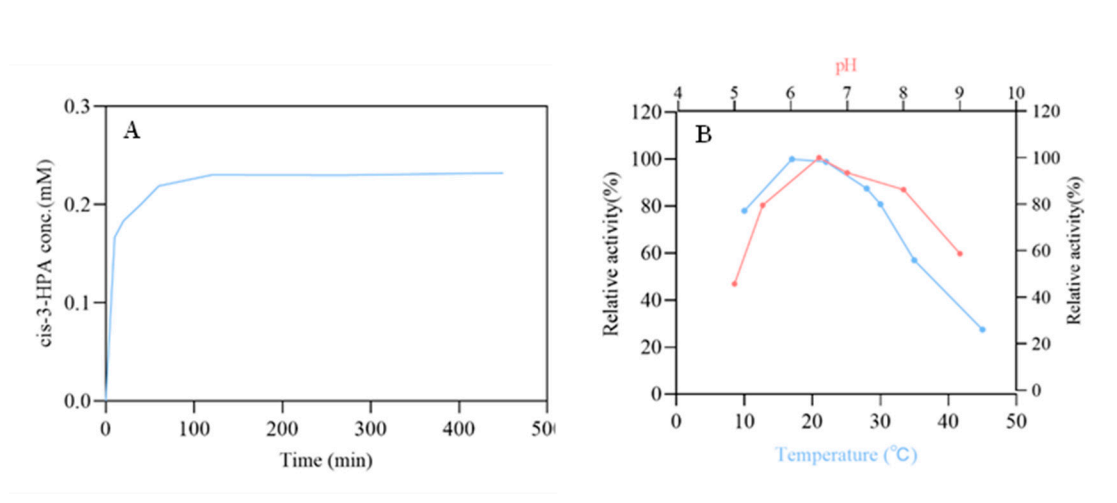 A
cis-3-HPA conc.(mM)
0.3
0.2
0.1
0.0
0 100 200 300 400 50
Time (min)
pH
4 5 6 7 8 9 10
B
Relative activity(%)
120
100
80
60
40
20
0
120
100
80
60
40
20
0
Relative activity(%)
0 10 20 30 40 50
Temperature (℃)